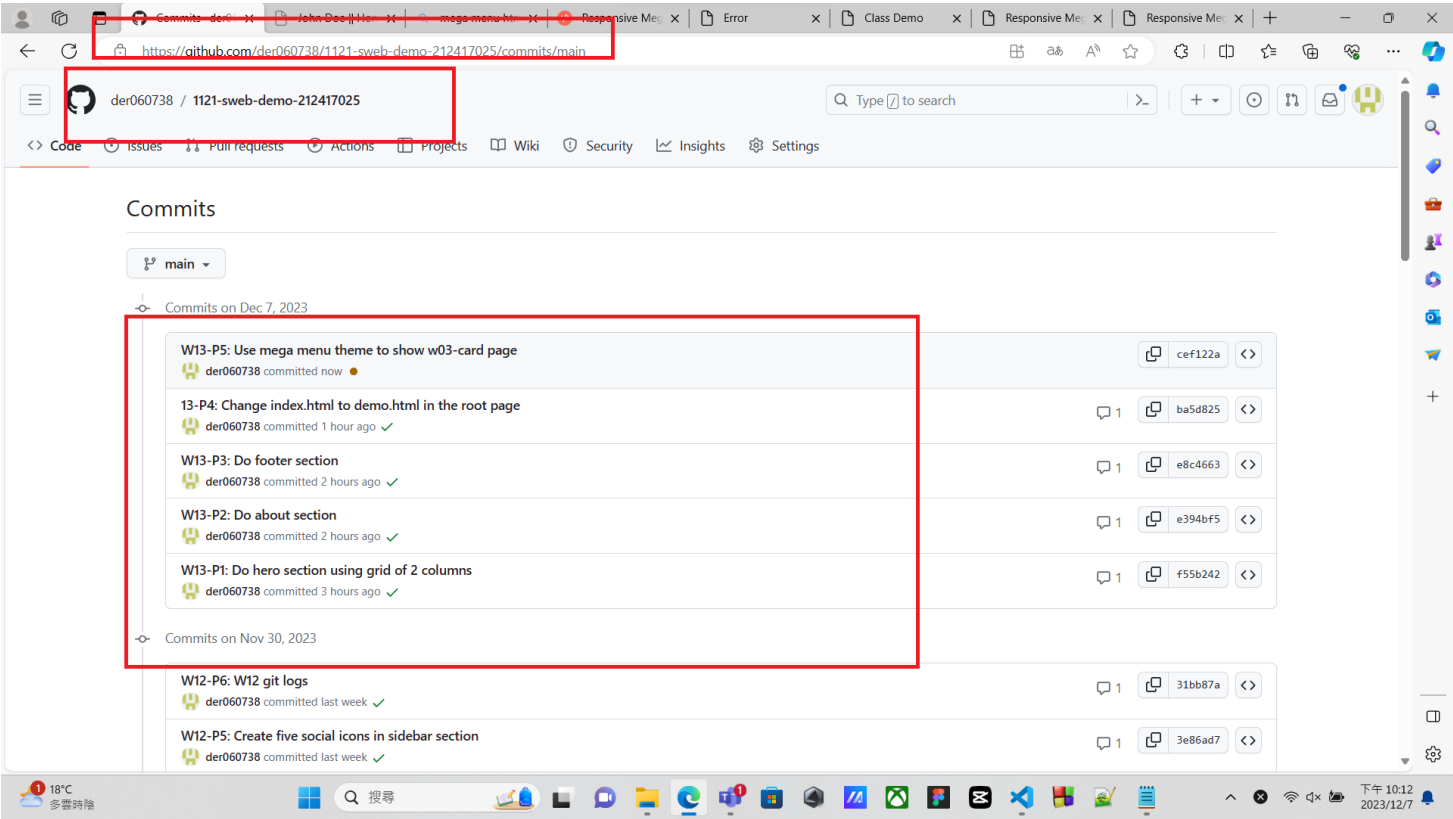 Commits · der06
John Doe || Hom
mega menu htm
Responsive Meg
Error
Class Demo
Responsive Meg
Responsive Meg
https://github.com/der060738/1121-sweb-demo-212417025/commits/main
der060738 / 1121-sweb-demo-212417025
Type / to search
Code Issues Pull requests Actions Projects Wiki Security Insights Settings
Commits
main
Commits on Dec 7, 2023
W13-P5: Use mega menu theme to show w03-card page
der060738 committed now
cef122a
13-P4: Change index.html to demo.html in the root page
der060738 committed 1 hour ago
1 ba5d825
W13-P3: Do footer section
der060738 committed 2 hours ago
1 e8c4663
W13-P2: Do about section
der060738 committed 2 hours ago
1 e394bf5
W13-P1: Do hero section using grid of 2 columns
der060738 committed 3 hours ago
1 f55b242
Commits on Nov 30, 2023
W12-P6: W12 git logs
der060738 committed last week
1 31bb87a
W12-P5: Create five social icons in sidebar section
der060738 committed last week
1 3e86ad7
1
18°C
多雲時陰
搜尋
1
下午 10:12
2023/12/7